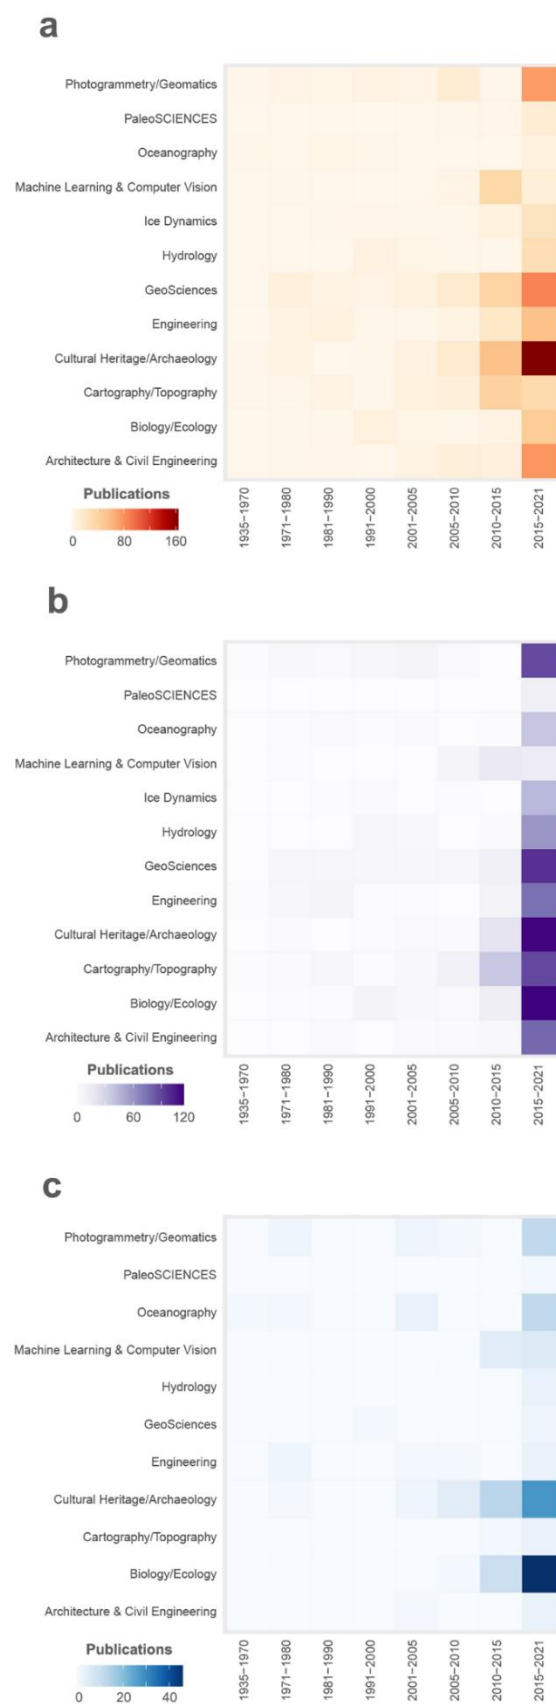 a
Photogrammetry/Geomatics
PaleoSCIENCES
Oceanography
Machine Learning & Computer Vision
Ice Dynamics
Hydrology
GeoSciences
Engineering
Cultural Heritage/Archaeology
Cartography/Topography
Biology/Ecology
Architecture & Civil Engineering
Publications
0 80 160
1935−1970
1971−1980
1981−1990
1991−2000
2001−2005
2005−2010
2010−2015
2015−2021
b
Photogrammetry/Geomatics
PaleoSCIENCES
Oceanography
Machine Learning & Computer Vision
Ice Dynamics
Hydrology
GeoSciences
Engineering
Cultural Heritage/Archaeology
Cartography/Topography
Biology/Ecology
Architecture & Civil Engineering
Publications
0 60 120
1935−1970
1971−1980
1981−1990
1991−2000
2001−2005
2005−2010
2010−2015
2015−2021
c
Photogrammetry/Geomatics
PaleoSCIENCES
Oceanography
Machine Learning & Computer Vision
Hydrology
GeoSciences
Engineering
Cultural Heritage/Archaeology
Cartography/Topography
Biology/Ecology
Architecture & Civil Engineering
Publications
0 20 40
1935−1970
1971−1980
1981−1990
1991−2000
2001−2005
2005−2010
2010−2015
2015−2021